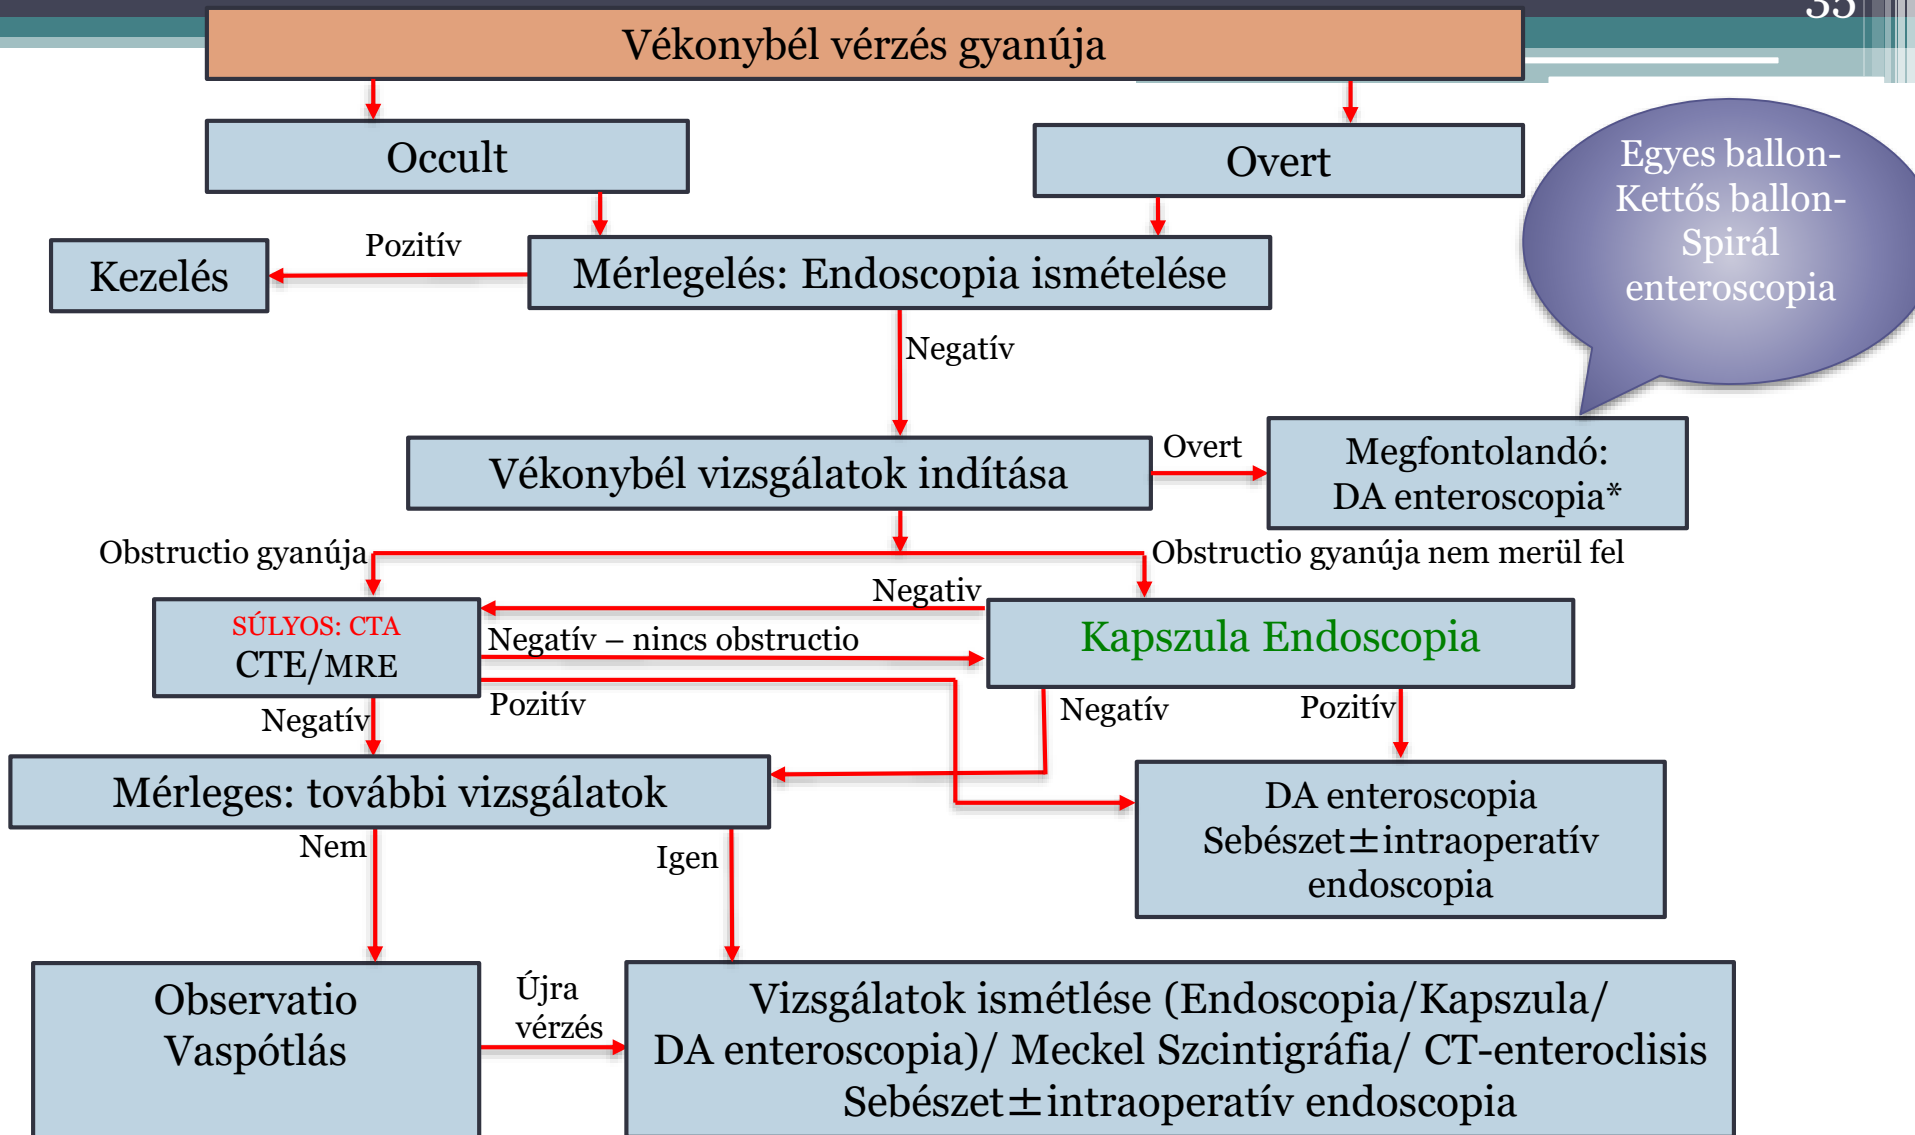 35
Vékonybél vérzés gyanúja
Occult
Overt
Egyes ballon-
Kettős ballon-
Spirál
enteroscopia
Pozitív
Kezelés
Mérlegelés: Endoscopia ismételése
Negatív
Vékonybél vizsgálatok indítása
Overt
Megfontolandó:
DA enteroscopia*
Obstructio gyanúja
Obstructio gyanúja nem merül fel
Negativ
SÚLYOS: CTA
CTE/MRE
Negatív – nincs obstructio
Kapszula Endoscopia
Pozitív
Negatív
Negatív
Pozitív
Mérleges: további vizsgálatok
DA enteroscopia
Sebészet±intraoperatív
endoscopia
Nem
Igen
Observatio
Vaspótlás
Újra
vérzés
Vizsgálatok ismétlése (Endoscopia/Kapszula/
DA enteroscopia)/ Meckel Szcintigráfia/ CT-enteroclisis
Sebészet±intraoperatív endoscopia